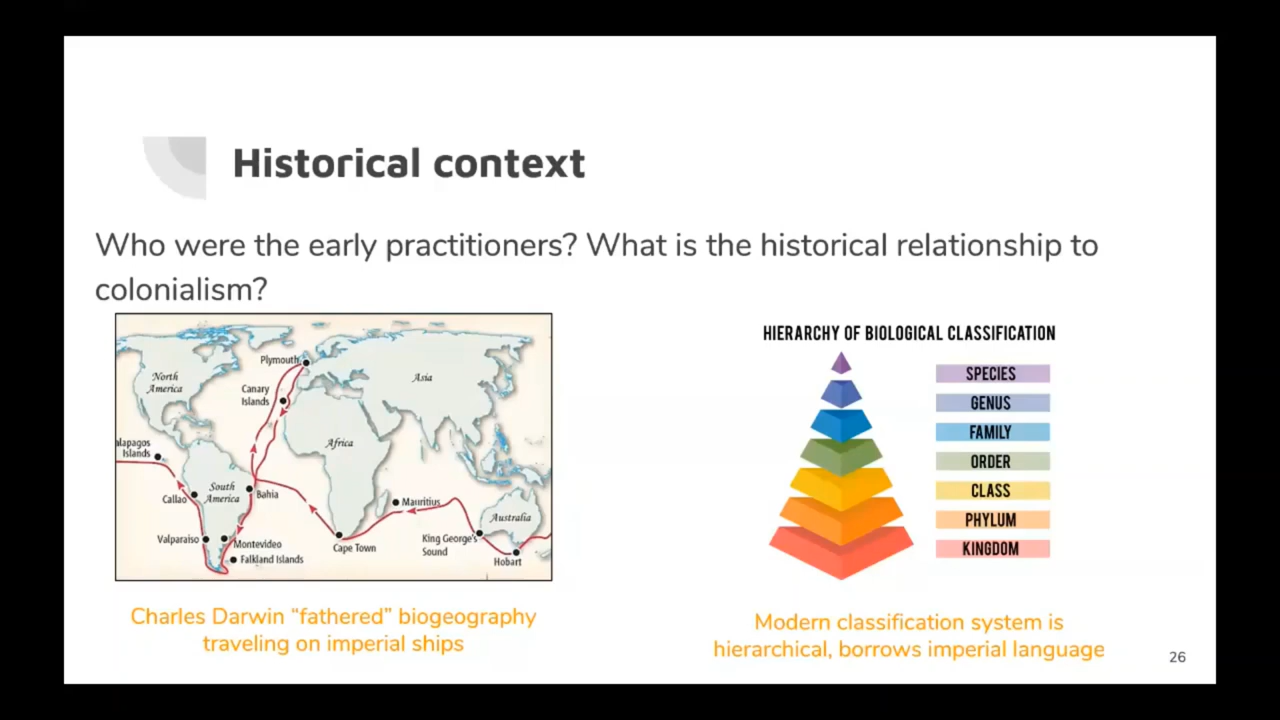 Historical context
Who were the early practitioners? What is the historical relationship to
colonialism?
Plymouth
North
America
Canary
Islands
Asia
Africa
alapagos
Islands
South
America
Callao
Bahia
Mauritius
Australia
Valparaiso
Montevideo
Falkland Islands
Cape Town
King George's
Sound
Hobart
Charles Darwin “fathered” biogeography
traveling on imperial ships
HIERARCHY OF BIOLOGICAL CLASSIFICATION
SPECIES
GENUS
FAMILY
ORDER
CLASS
PHYLUM
KINGDOM
Modern classification system is
hierarchical, borrows imperial language
26